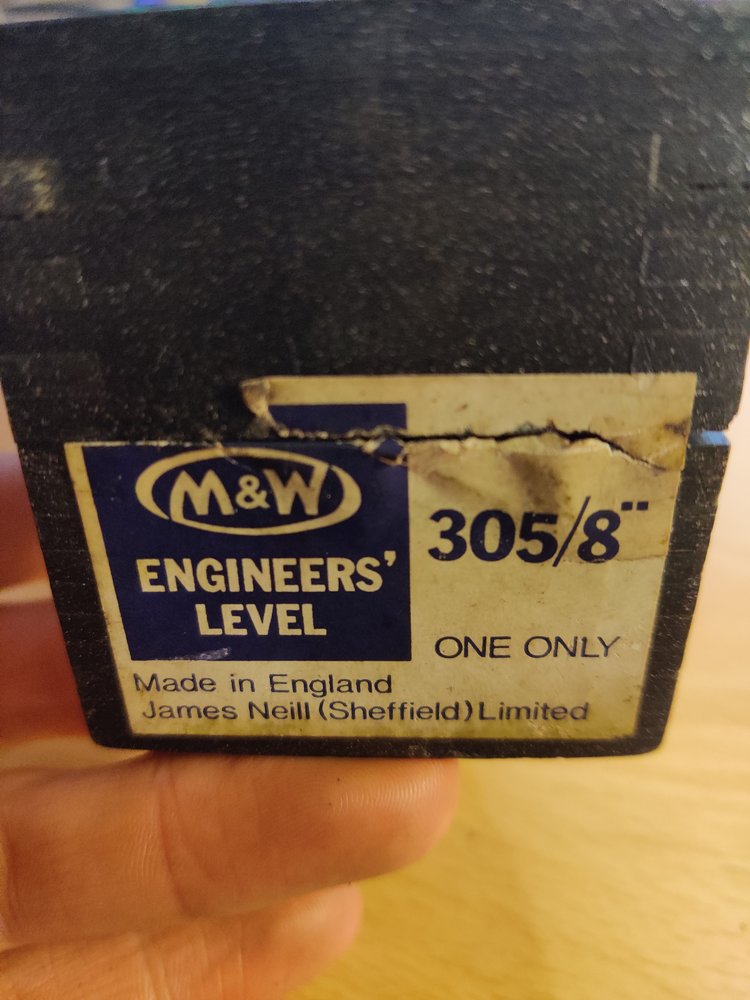 M&W
ENGINEERS'
LEVEL
305/8"
ONE ONLY
Made in England
James Neill (Sheffield) Limited